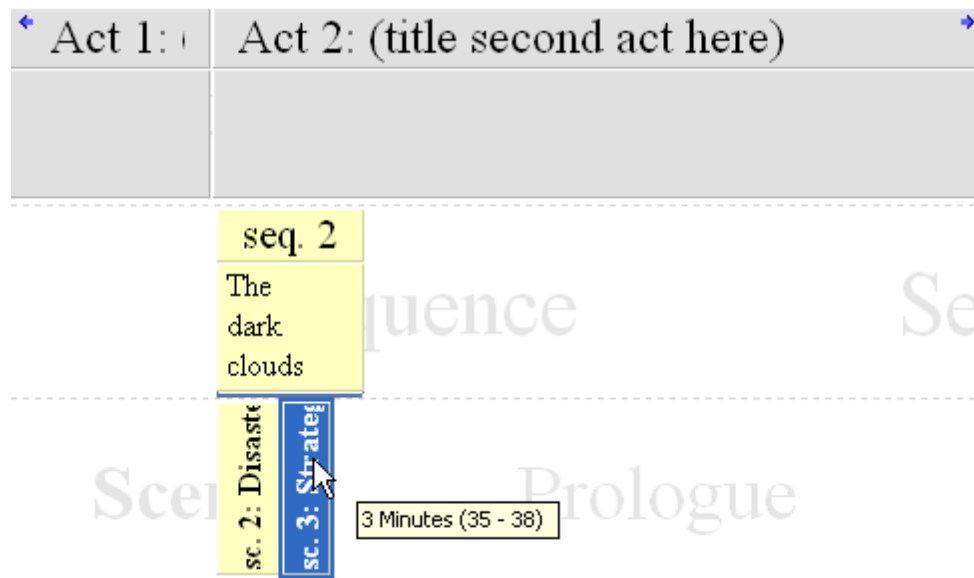 Act 1:
Act 2: (title second act here)
seq. 2
The
dark
clouds
quence
Se
sc. 2: Disaste
sc. 3: Strateg
Scen
Prologue
3 Minutes (35 - 38)